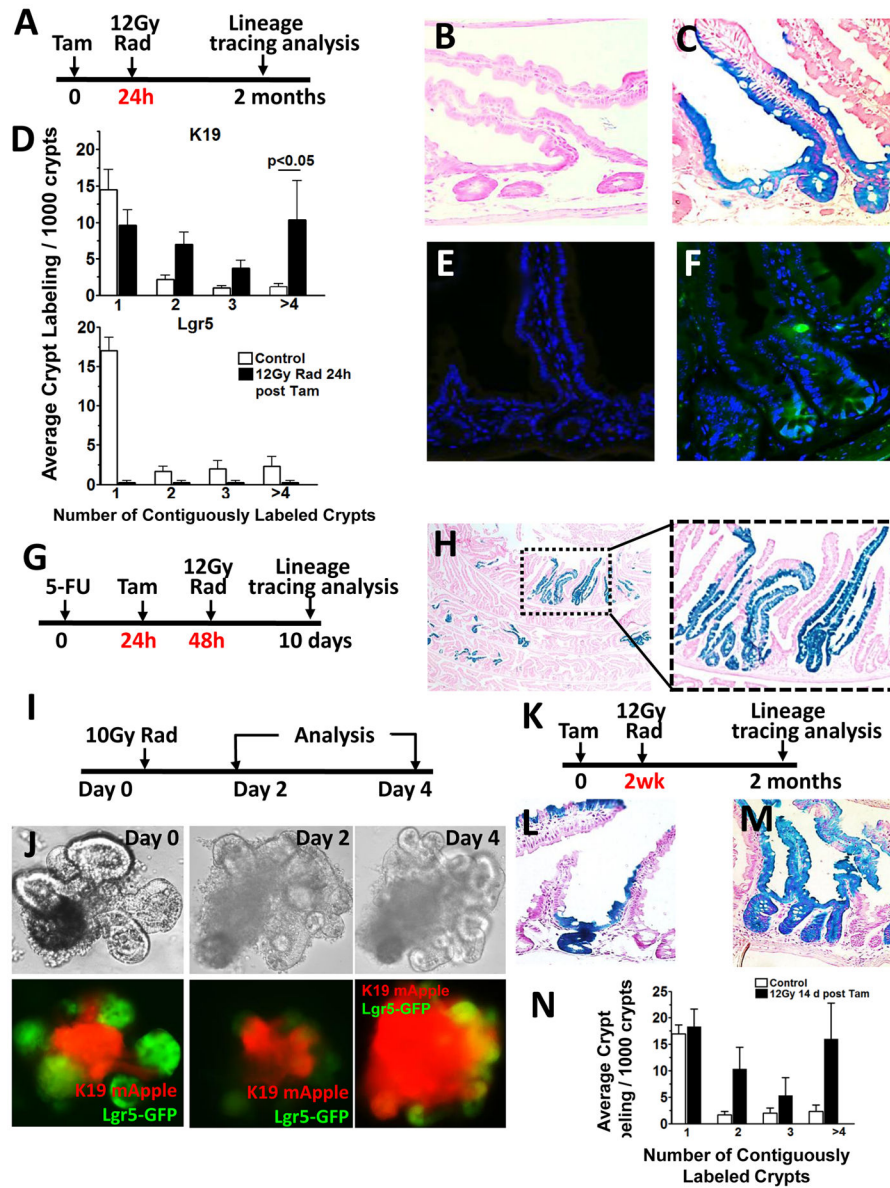 A
12Gy
Tam Rad
Lineage
tracing analysis
0 24h 2 months
B
C
D
K19
p<0.05
Average Crypt Labeling / 1000 crypts
20
15
10
5
0
1 2 3 >4
Lgr5
Control
12Gy Rad 24h
post Tam
20
15
10
5
0
1 2 3 >4
Number of Contiguously Labeled Crypts
E
F
G
12Gy
5-FU Tam Rad
Lineage
tracing analysis
0 24h 48h 10 days
H
I
10Gy Rad
Analysis
Day 0 Day 2 Day 4
J
Day 0
Day 2
Day 4
K19 mApple
Lgr5-GFP
K19 mApple
Lgr5-GFP
K19 mApple
Lgr5-GFP
K
12Gy
Tam Rad
Lineage
tracing analysis
0 2wk 2 months
L
M
N
Control
12Gy 14 d post Tam
Average Crypt
beling / 1000 crypts
25
20
15
10
5
0
1 2 3 >4
Number of Contiguously
Labeled Crypts